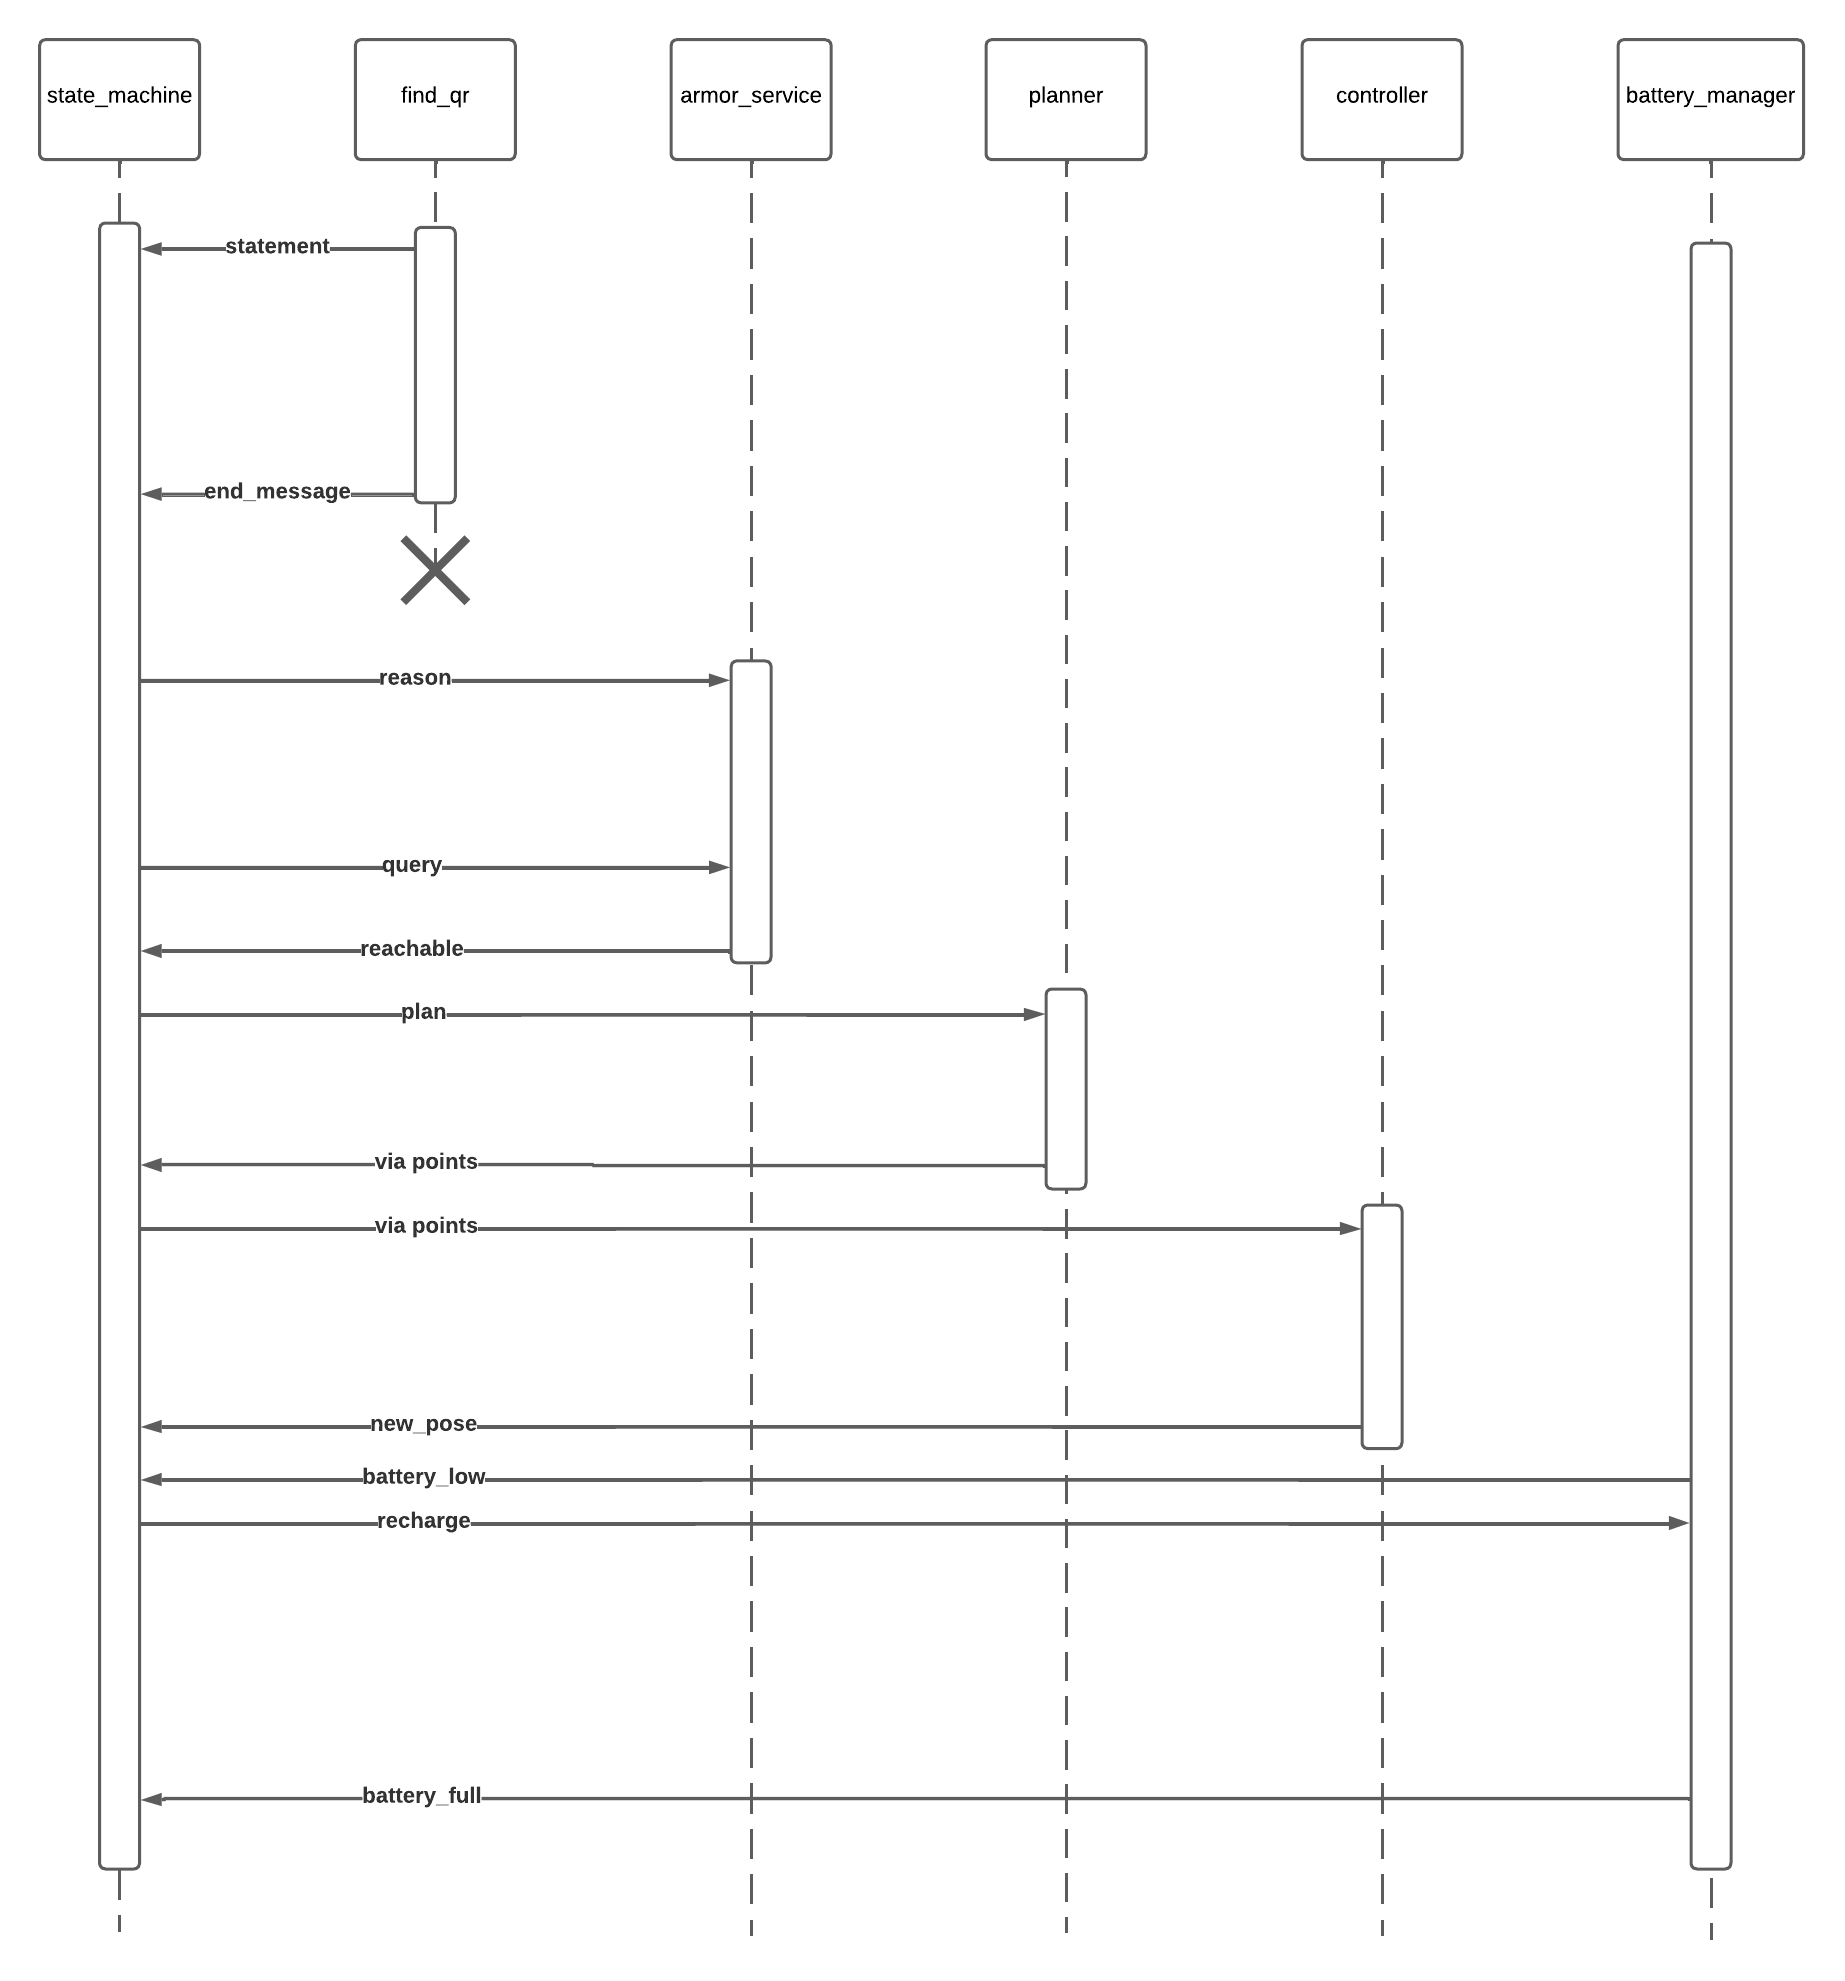 state_machine
find_qr
armor_service
planner
controller
battery_manager
statement
end_message
reason
query
reachable
plan
via points
via points
new_pose
battery_low
recharge
battery_full